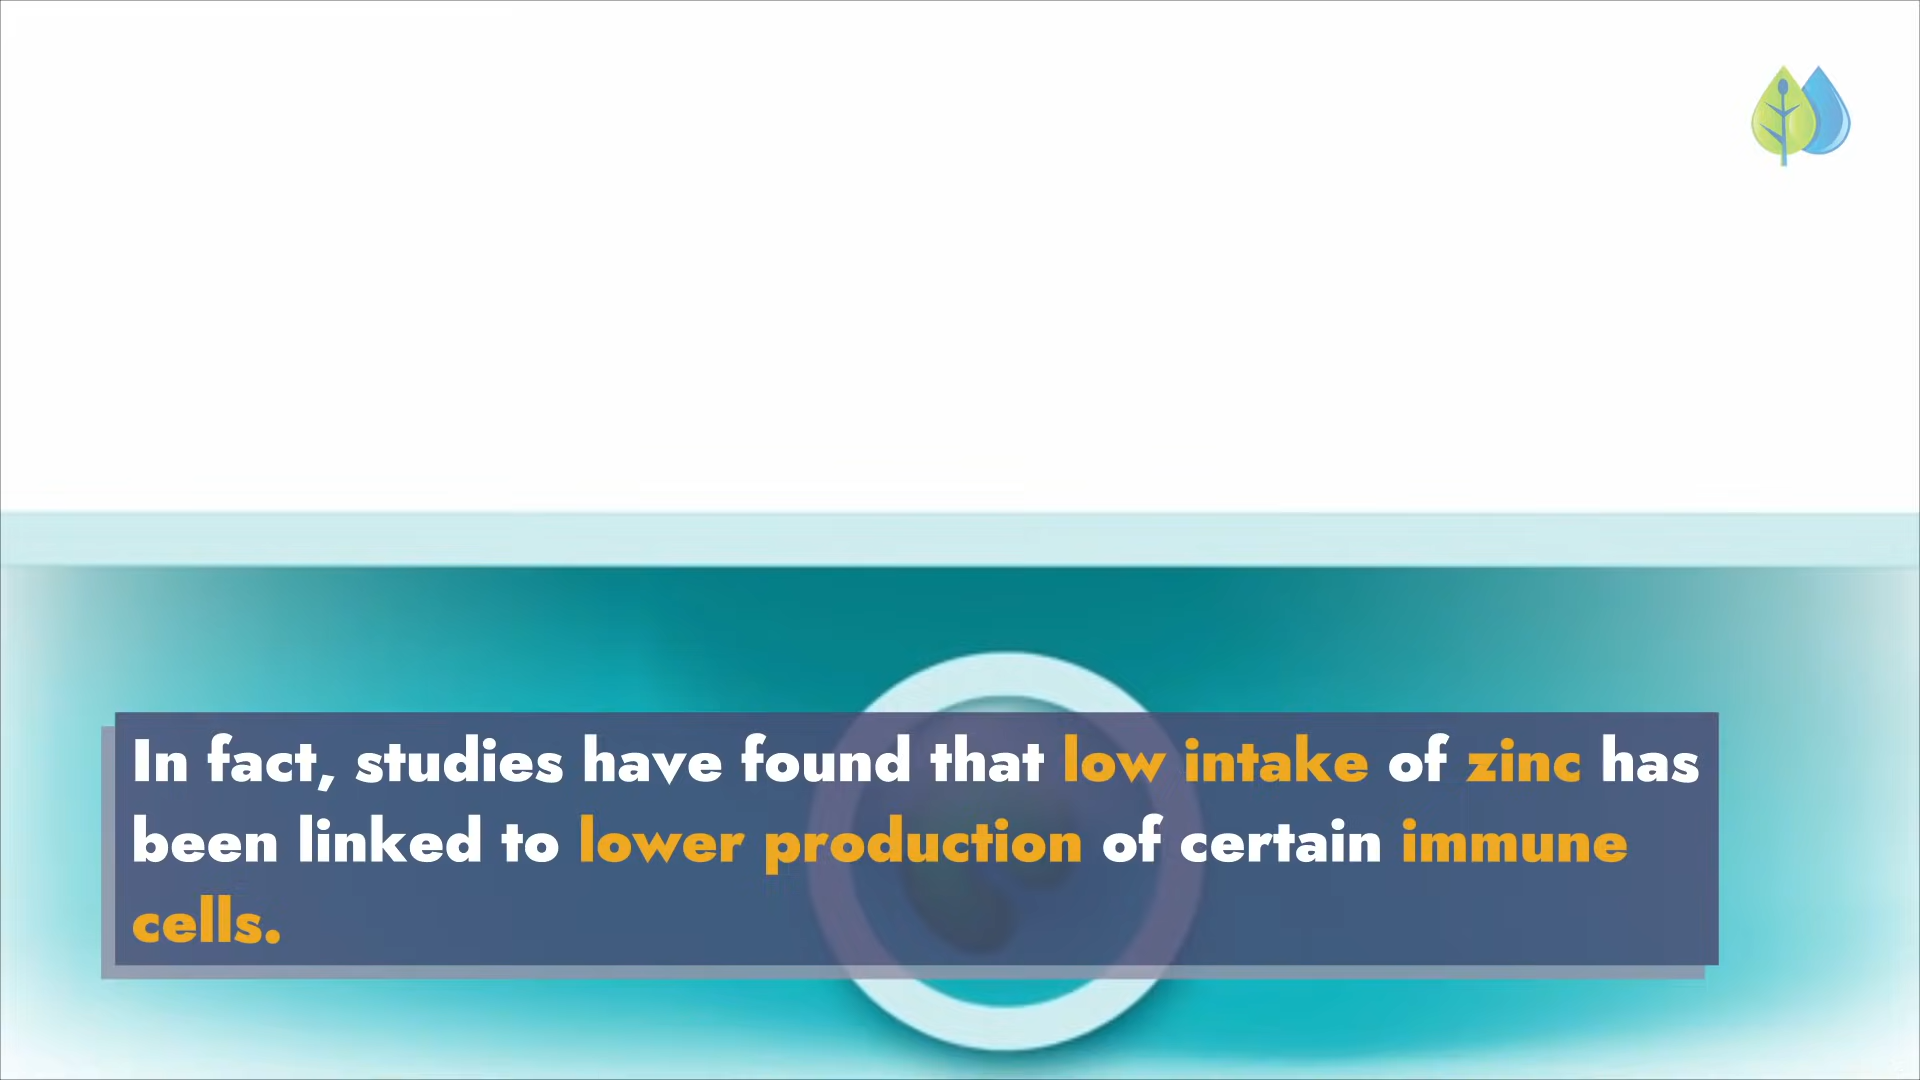 In fact, studies have found that low intake of zinc has
been linked to lower production of certain immune
cells.